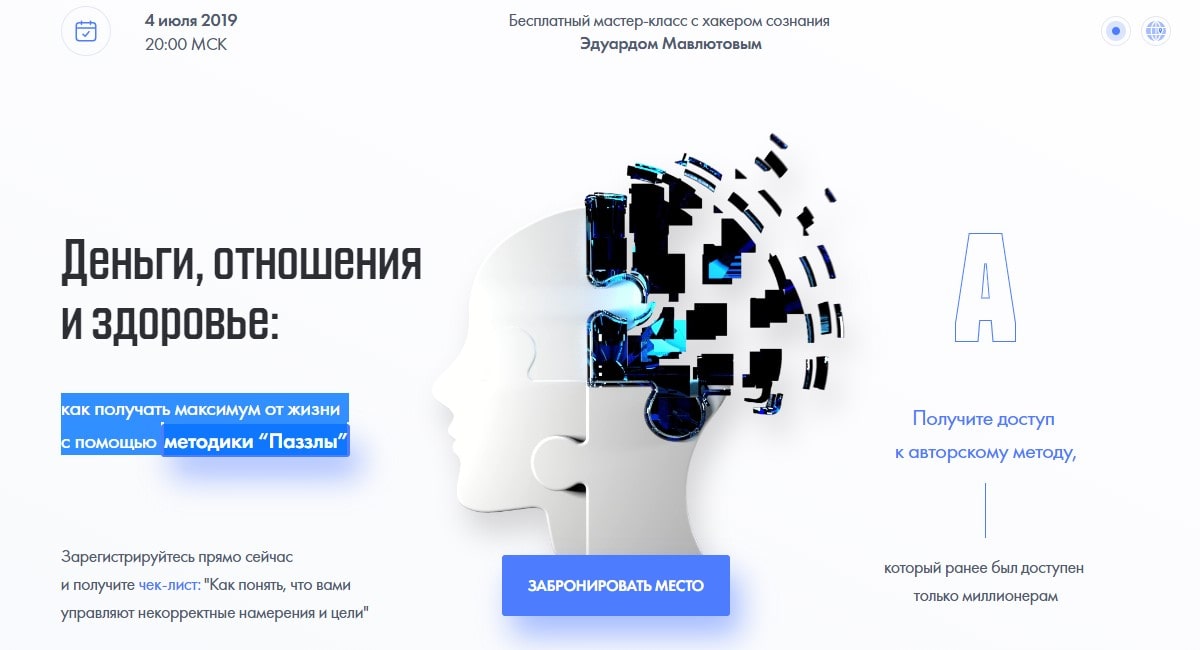 4 июля 2019
20:00 МСК
Бесплатный мастер-класс с хакером сознания
Эдуардом Мавлютовым
Деньги, отношения
и здоровье:
как получать максимум от жизни
с помощью методики “Паззлы”
Зарегистрируйтесь прямо сейчас
и получите чек-лист: "Как понять, что вами
управляют некорректные намерения и цели"
ЗАБРОНИРОВАТЬ МЕСТО
А
Получите доступ
к авторскому методу,
который ранее был доступен
только миллионерам